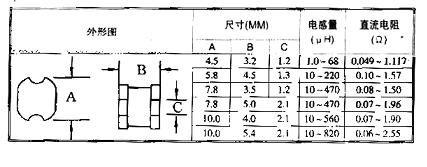 外形图 尺寸(MM) 电感量 直流电阻
A B C (μH) (Ω)
4.5 3.2 1.2 1.0~68 0.049~1.117
5.8 4.5 1.3 10~220 0.10~1.57
7.8 3.5 1.2 10~470 0.08~1.50
7.8 5.0 2.1 10~470 0.07~1.96
10.0 4.0 2.1 10~560 0.07~1.90
10.0 5.4 2.1 10~820 0.06~2.55
A
B
C